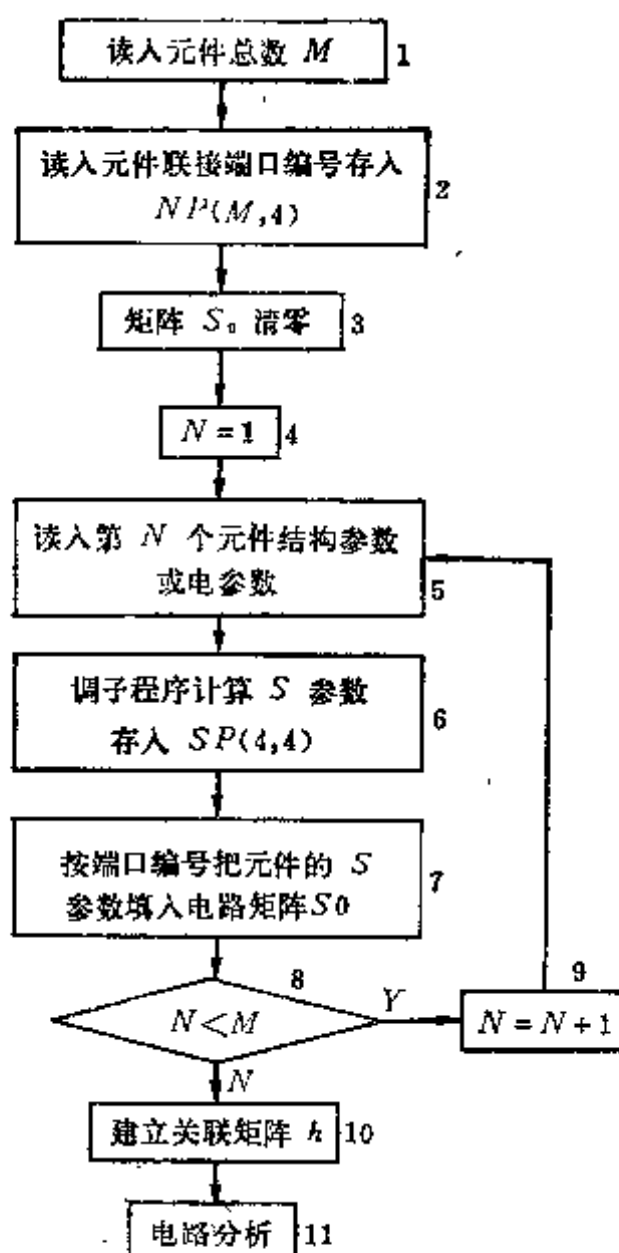 读入元件总数 M 1
读入元件联接端口编号存入
NP(M,4) 2
矩阵 S₀ 清零 3
N=1 4
读入第 N 个元件结构参数
或电参数 5
调子程序计算 S 参数
存入 SP(4,4) 6
按端口编号把元件的 S
参数填入电路矩阵S0 7
8
N<M
Y
9
N=N+1
N
建立关联矩阵 h 10
电路分析 11